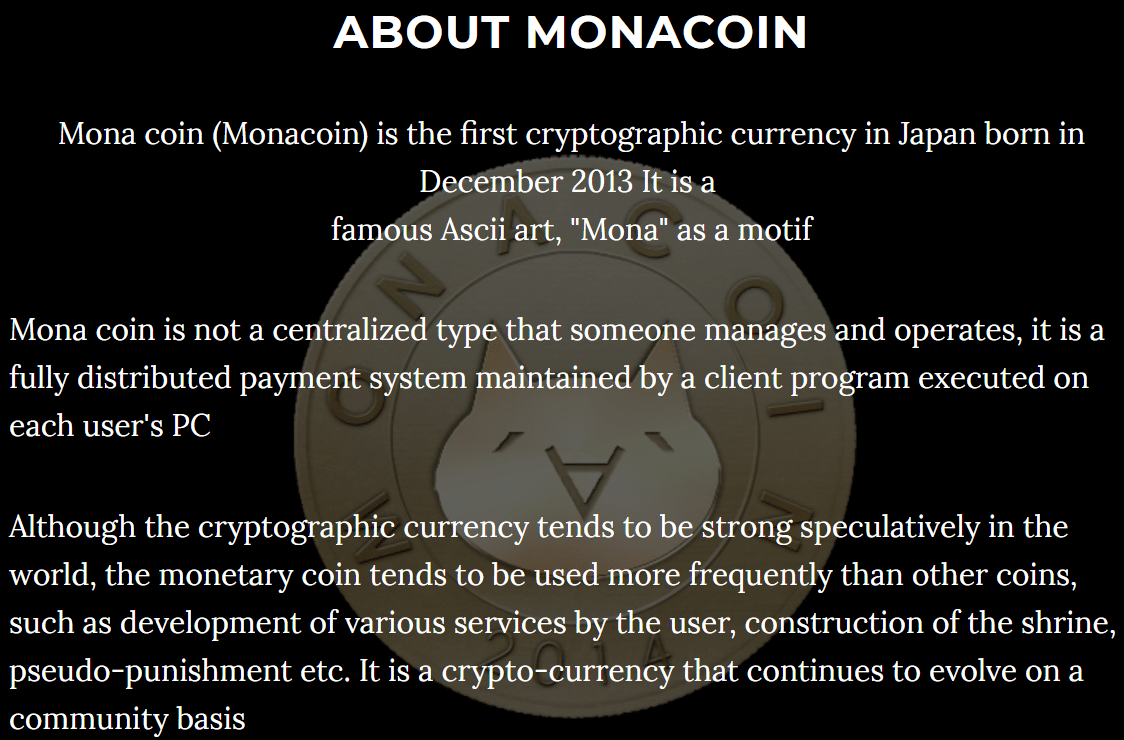 ABOUT MONACOIN
Mona coin (Monacoin) is the first cryptographic currency in Japan born in
December 2013 It is a
famous Ascii art, "Mona" as a motif
Mona coin is not a centralized type that someone manages and operates, it is a
fully distributed payment system maintained by a client program executed on
each user's PC
Although the cryptographic currency tends to be strong speculatively in the
world, the monetary coin tends to be used more frequently than other coins,
such as development of various services by the user, construction of the shrine,
pseudo-punishment etc. It is a crypto-currency that continues to evolve on a
community basis
MONACOIN
2014